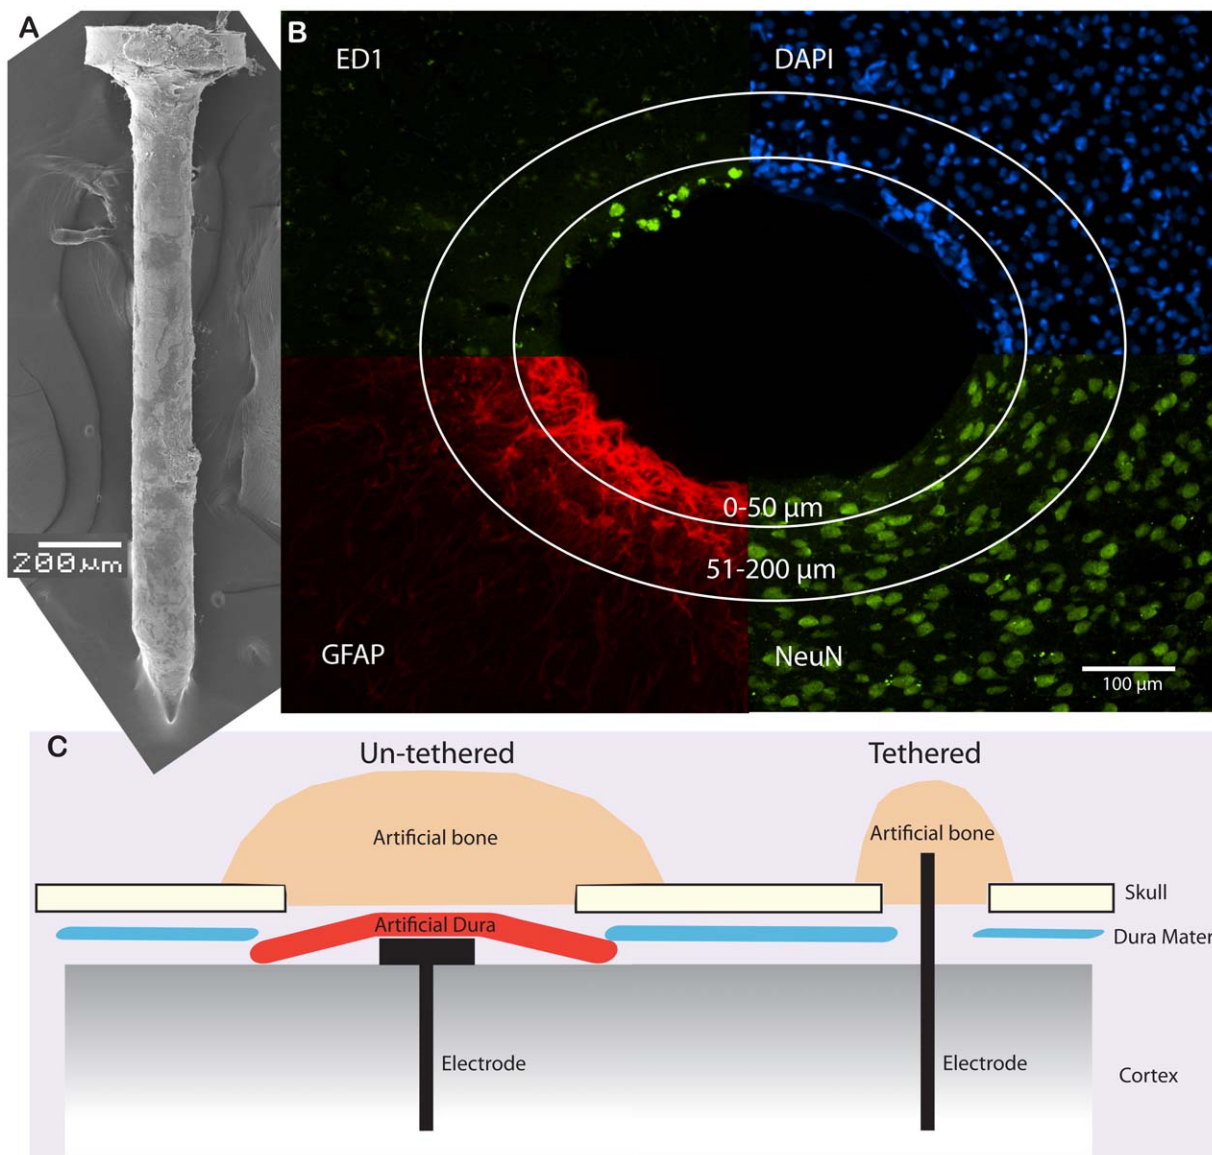 A
200µm
B
ED1
DAPI
0-50 µm
51-200 µm
GFAP
NeuN
100 µm
C
Un-tethered
Tethered
Artificial bone
Artificial bone
Skull
Artificial Dura
Dura Mater
Electrode
Electrode
Cortex